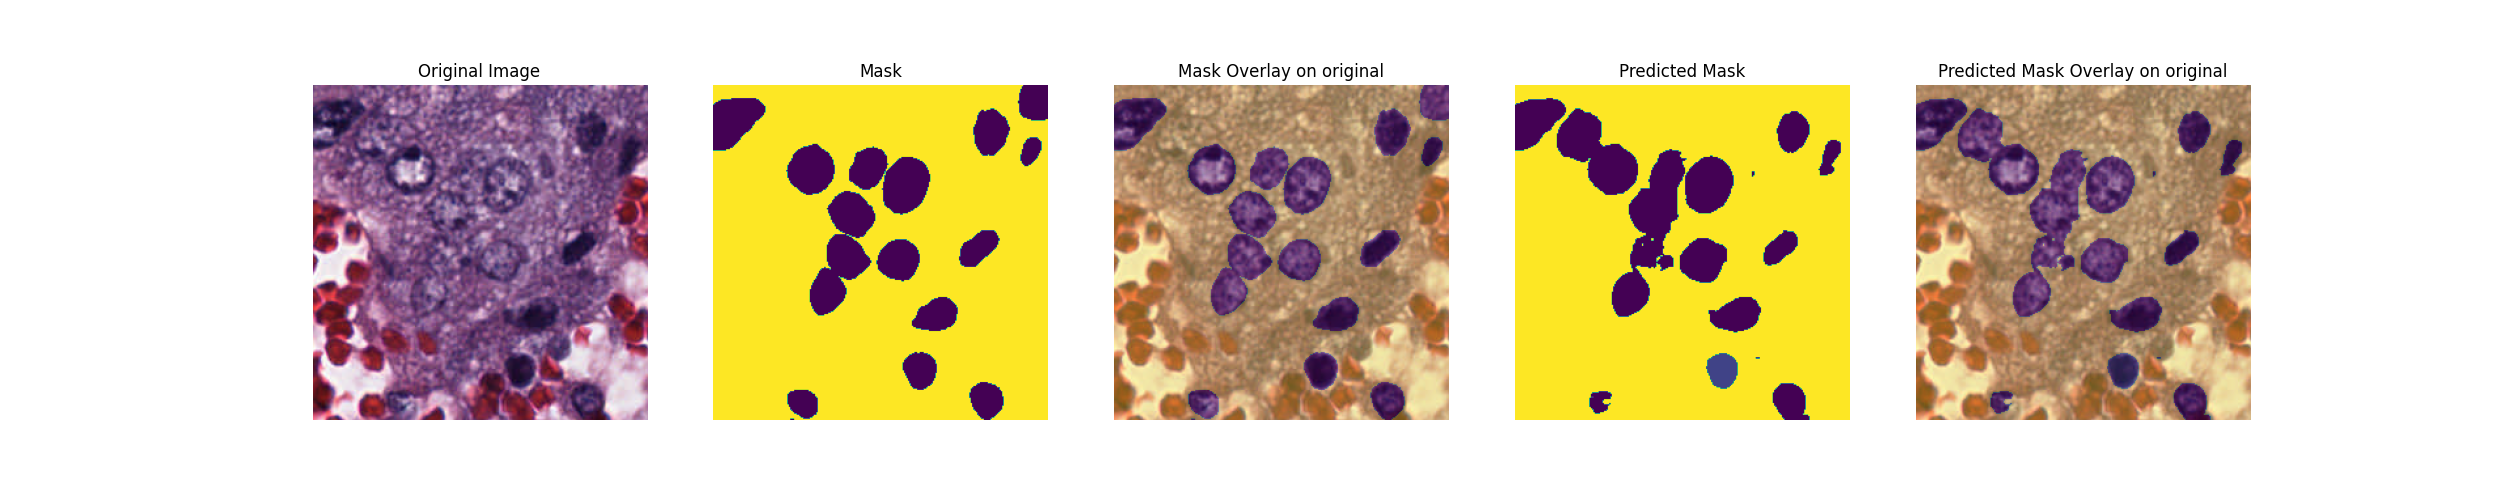 Original Image
Mask
Mask Overlay on original
Predicted Mask
Predicted Mask Overlay on original